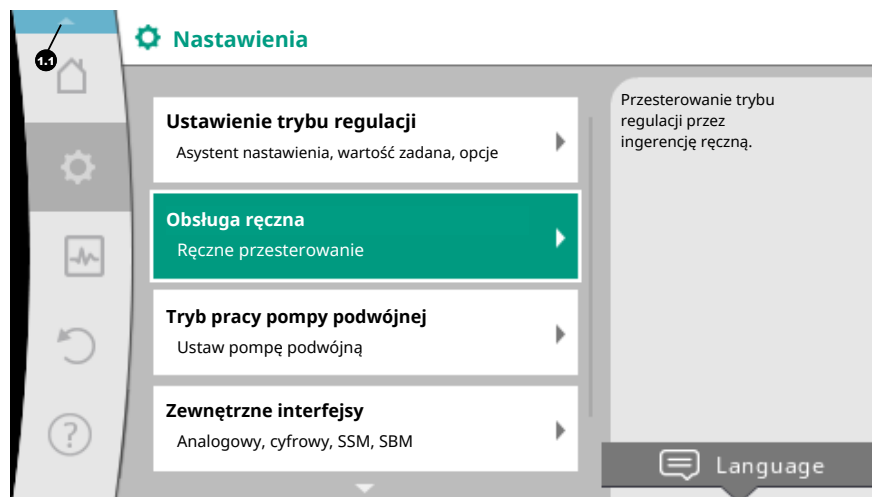 1.1
Nastawienia
Ustawienie trybu regulacji
Asystent nastawienia, wartość zadana, opcje
Obsługa ręczna
Ręczne przesterowanie
Tryb pracy pompy podwójnej
Ustaw pompę podwójną
Zewnętrzne interfejsy
Analogowy, cyfrowy, SSM, SBM
Przesterowanie trybu
regulacji przez
ingerencję ręczną.
?
Language